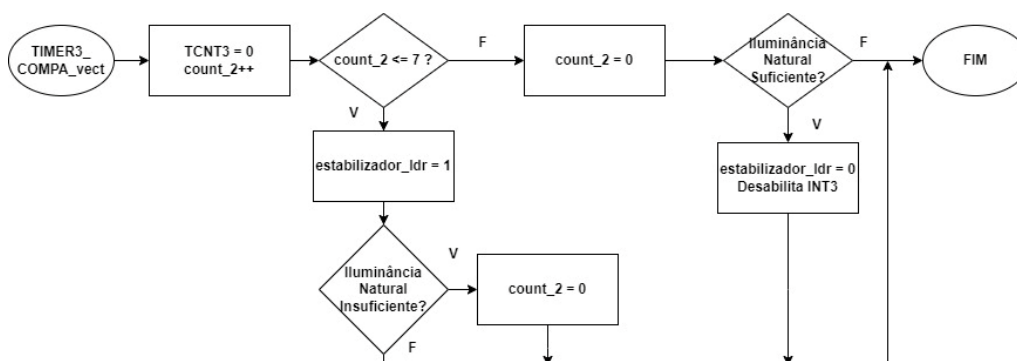 TIMER3_
COMPA_vect
TCNT3 = 0
count_2++
count_2 <= 7 ?
F
count_2 = 0
Iluminância
Natural
Suficiente?
F
FIM
V
V
estabilizador_ldr = 1
estabilizador_ldr = 0
Desabilita INT3
Iluminância
Natural
Insuficiente?
V
count_2 = 0
F